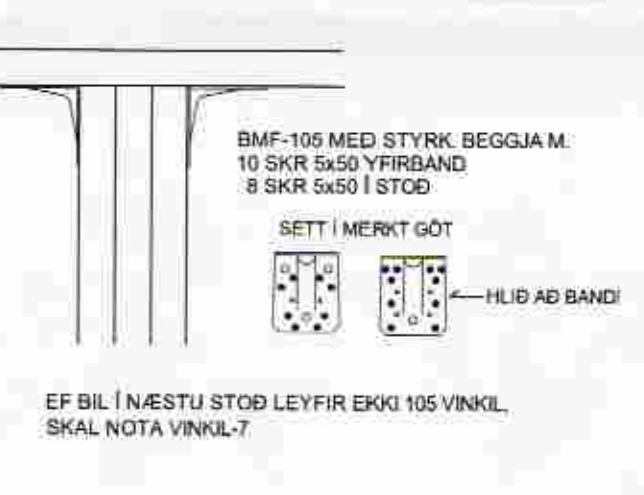 BMF-105 MEÐ STYRK. BEGGJA M.
10 SKR 5x50 YFIRBAND
8 SKR 5x50 Í STOÐ
SETT Í MERKT GÖT
HLIÐ AÐ BANDI
EF BIL Í NÆSTU STOÐ LEYFIR EKKI 105 VINKIL,
SKAL NOTA VINKIL-7